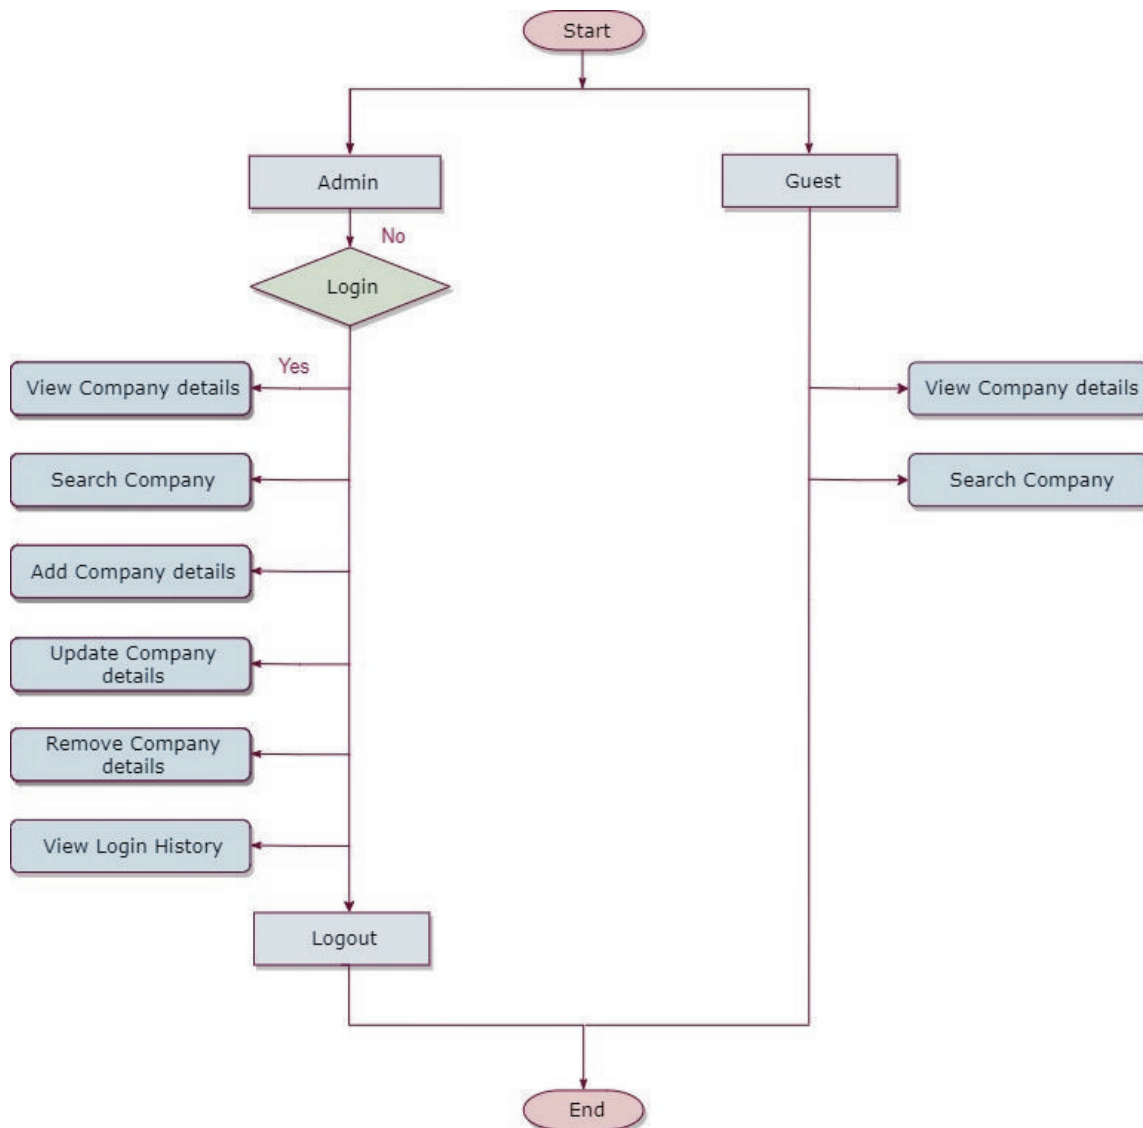 Start
Admin
Guest
No
Login
Yes
View Company details
View Company details
Search Company
Search Company
Add Company details
Update Company
details
Remove Company
details
View Login History
Logout
End